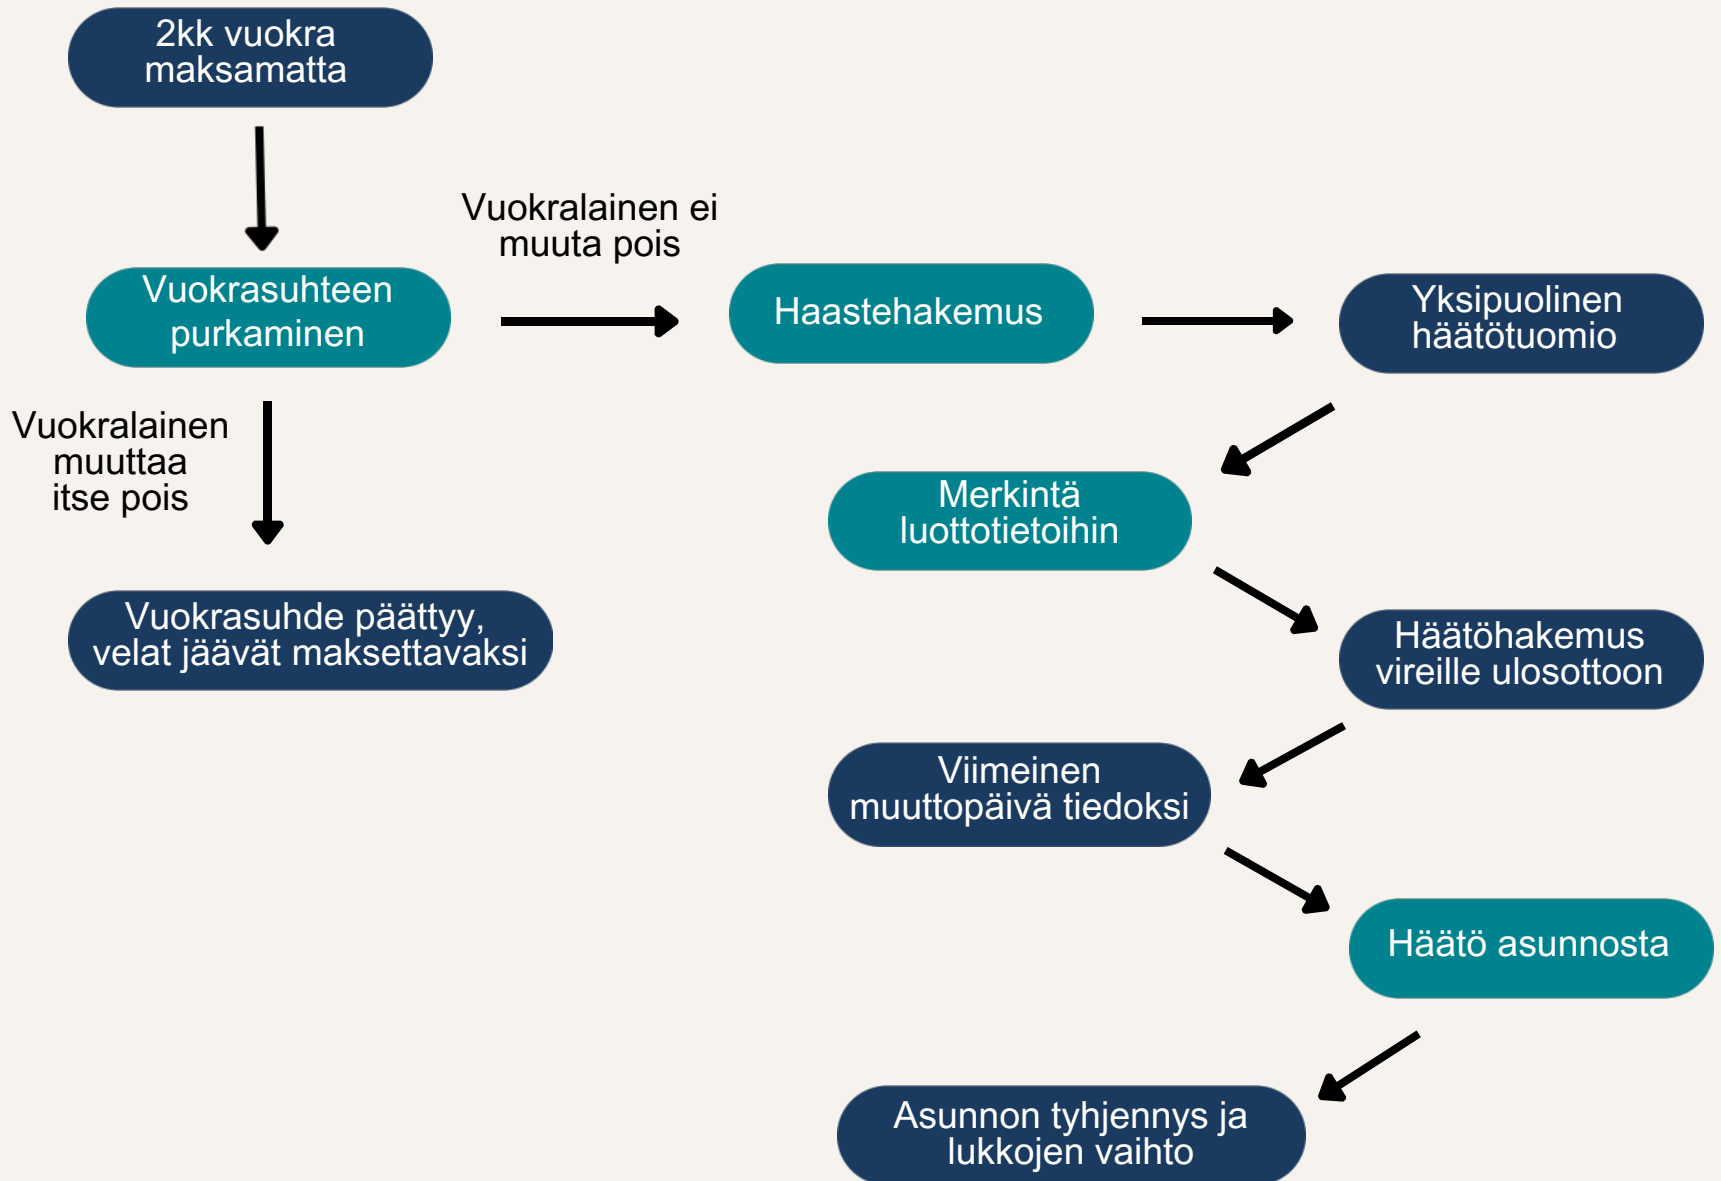 2kk vuokra
maksamatta
Vuokralainen ei
muuta pois
Vuokrasuhteen
purkaminen
Haastehakemus
Yksipuolinen
häätötuomio
Vuokralainen
muuttaa
itse pois
Merkintä
luottotietoihin
Vuokrasuhde päättyy,
velat jäävät maksettavaksi
Häätöhakemus
vireille ulosottoon
Viimeinen
muuttopäivä tiedoksi
Häätö asunnosta
Asunnon tyhjennys ja
lukkojen vaihto